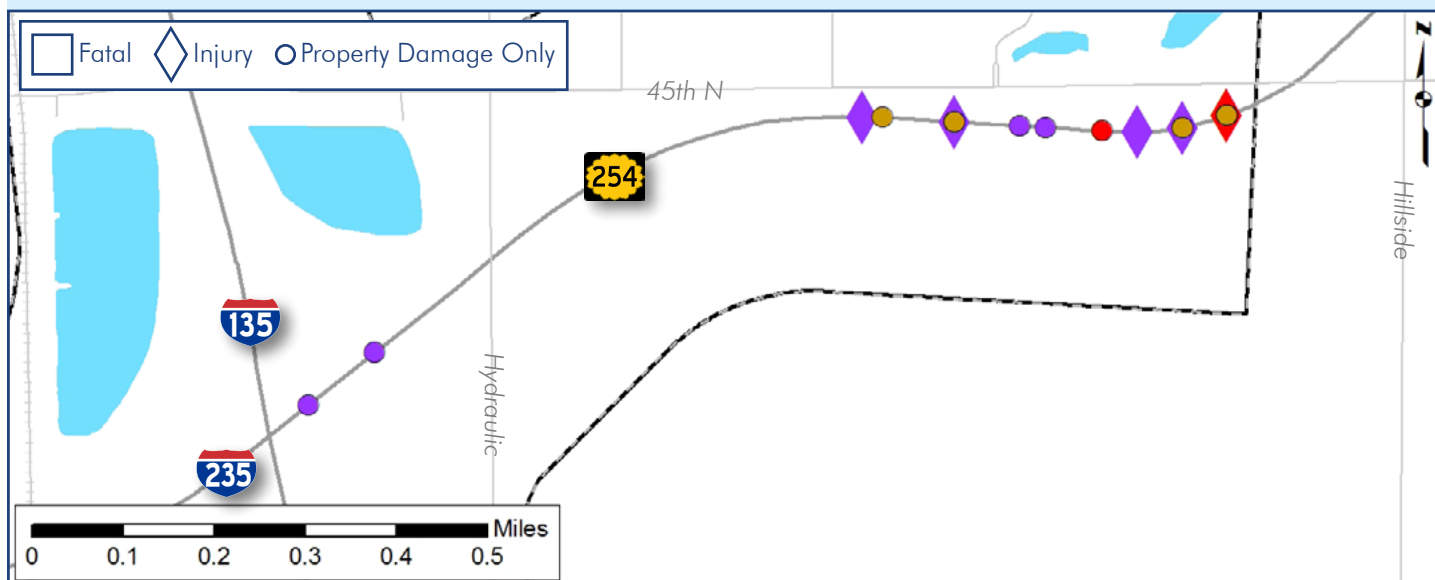 Fatal Injury Property Damage Only
45th N
Z
254
Hillside
135
Hydraulic
235
Miles
0 0.1 0.2 0.3 0.4 0.5